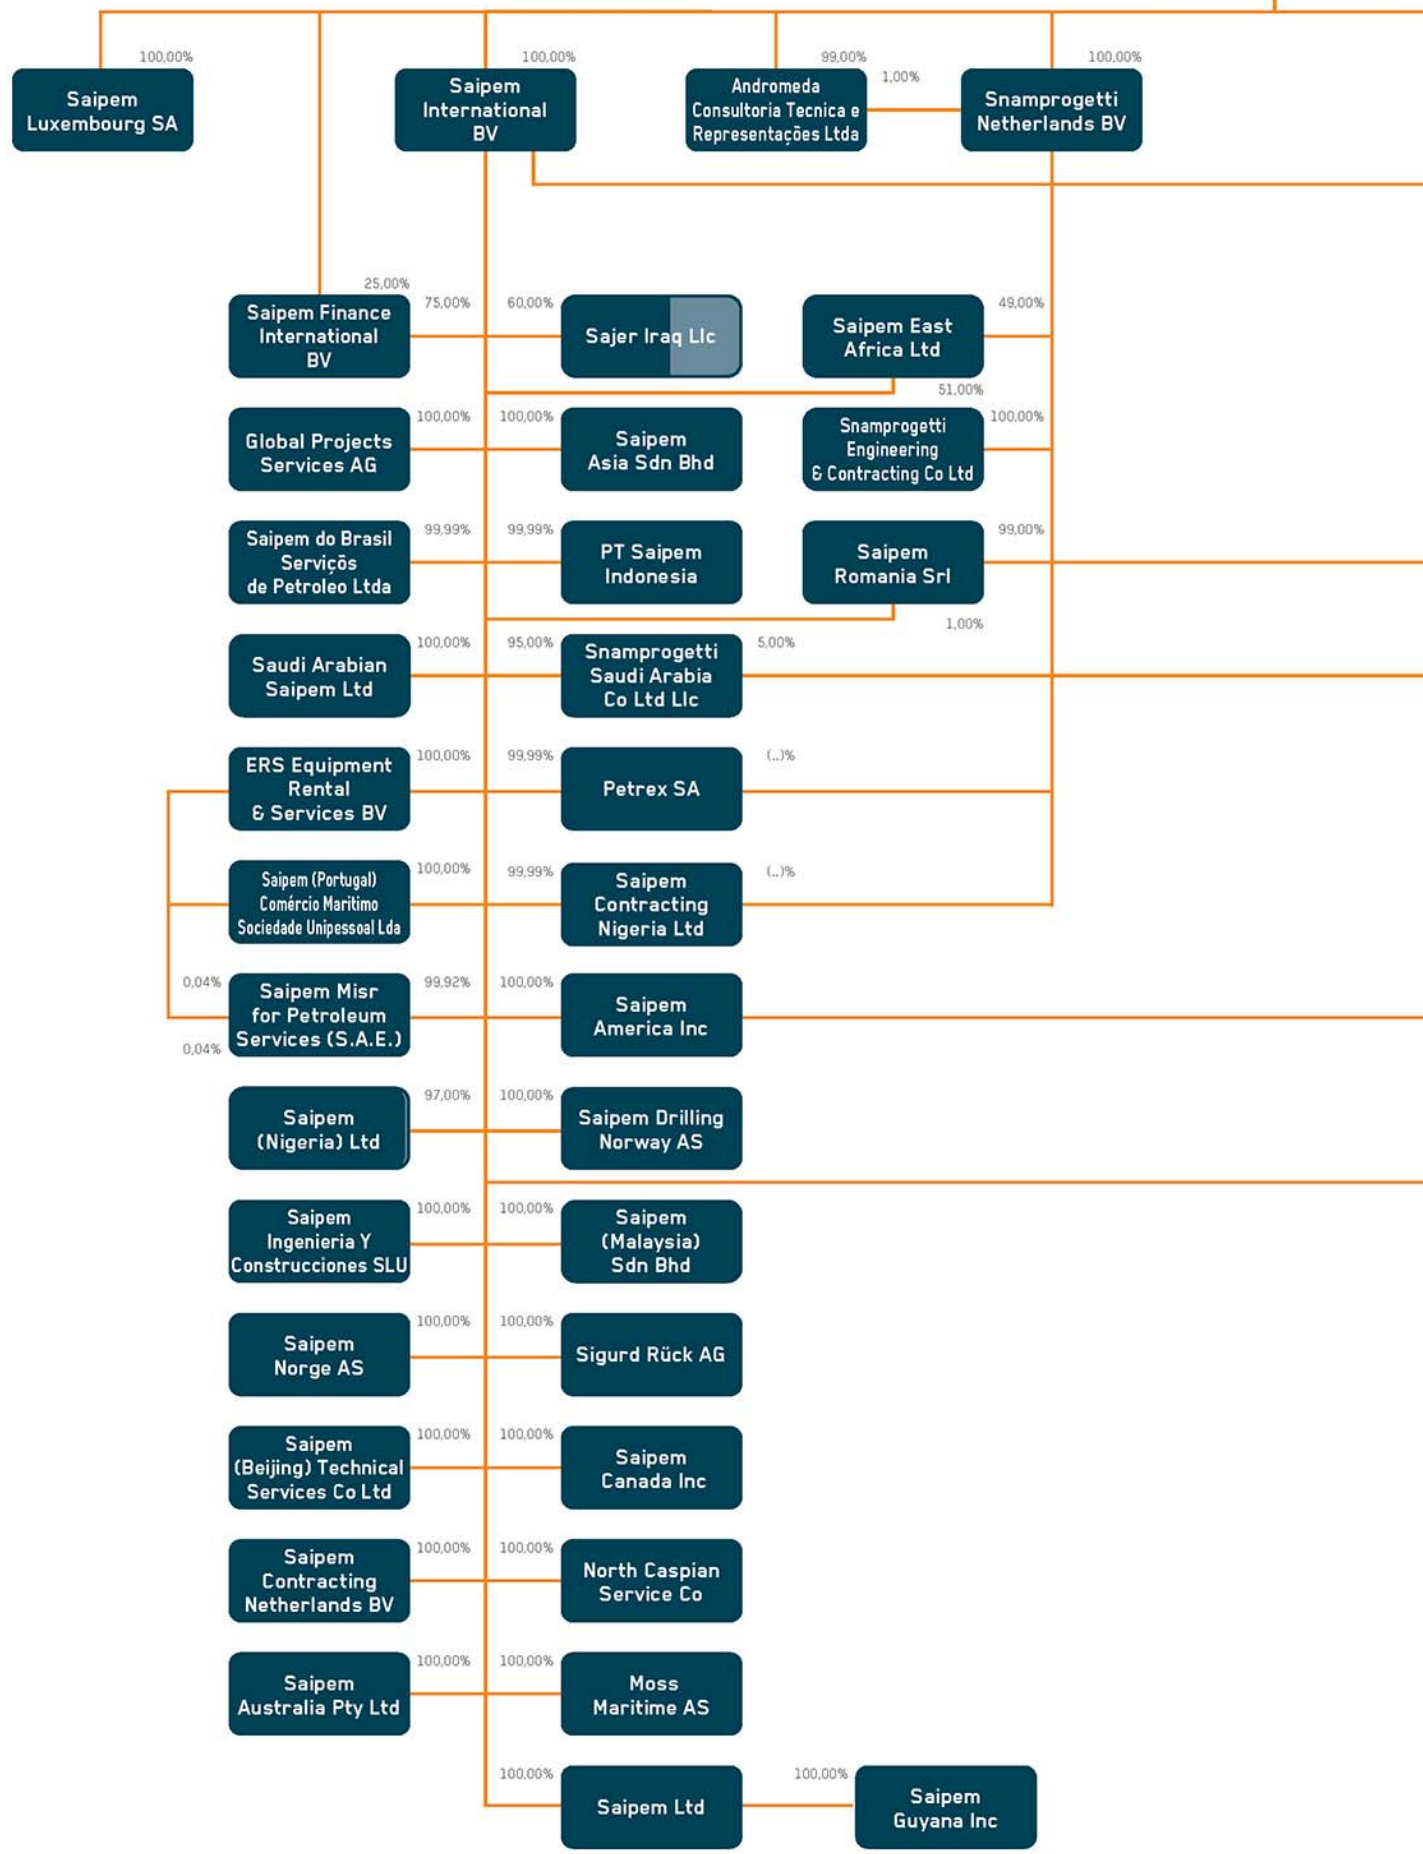 100,00%
Saipem
Luxembourg SA
100,00%
Saipem
International
BV
99,00%
Andromeda
Consultoria Tecnica e
Representações Ltda
1,00%
100,00%
Snamprogetti
Netherlands BV
25,00%
Saipem Finance
International
BV
75,00%
60,00%
Sajer Iraq Llc
Saipem East
Africa Ltd
49,00%
51,00%
Global Projects
Services AG
100,00%
100,00%
Saipem
Asia Sdn Bhd
Snamprogetti
Engineering
& Contracting Co Ltd
100,00%
Saipem do Brasil
Serviçõs
de Petroleo Ltda
99,99%
99,99%
PT Saipem
Indonesia
Saipem
Romania Srl
99,00%
1,00%
Saudi Arabian
Saipem Ltd
100,00%
95,00%
Snamprogetti
Saudi Arabia
Co Ltd Llc
5,00%
ERS Equipment
Rental
& Services BV
100,00%
99,99%
Petrex SA
(..)%
Saipem (Portugal)
Comércio Maritimo
Sociedade Unipessoal Lda
100,00%
99,99%
Saipem
Contracting
Nigeria Ltd
(..)%
0,04%
0,04%
Saipem Misr
for Petroleum
Services (S.A.E.)
99,92%
100,00%
Saipem
America Inc
Saipem
(Nigeria) Ltd
97,00%
100,00%
Saipem Drilling
Norway AS
Saipem
Ingenieria Y
Construcciones SLU
100,00%
100,00%
Saipem
(Malaysia)
Sdn Bhd
Saipem
Norge AS
100,00%
100,00%
Sigurd Rück AG
Saipem
(Beijing) Technical
Services Co Ltd
100,00%
100,00%
Saipem
Canada Inc
Saipem
Contracting
Netherlands BV
100,00%
100,00%
North Caspian
Service Co
Saipem
Australia Pty Ltd
100,00%
100,00%
Moss
Maritime AS
100,00%
Saipem Ltd
100,00%
Saipem
Guyana Inc